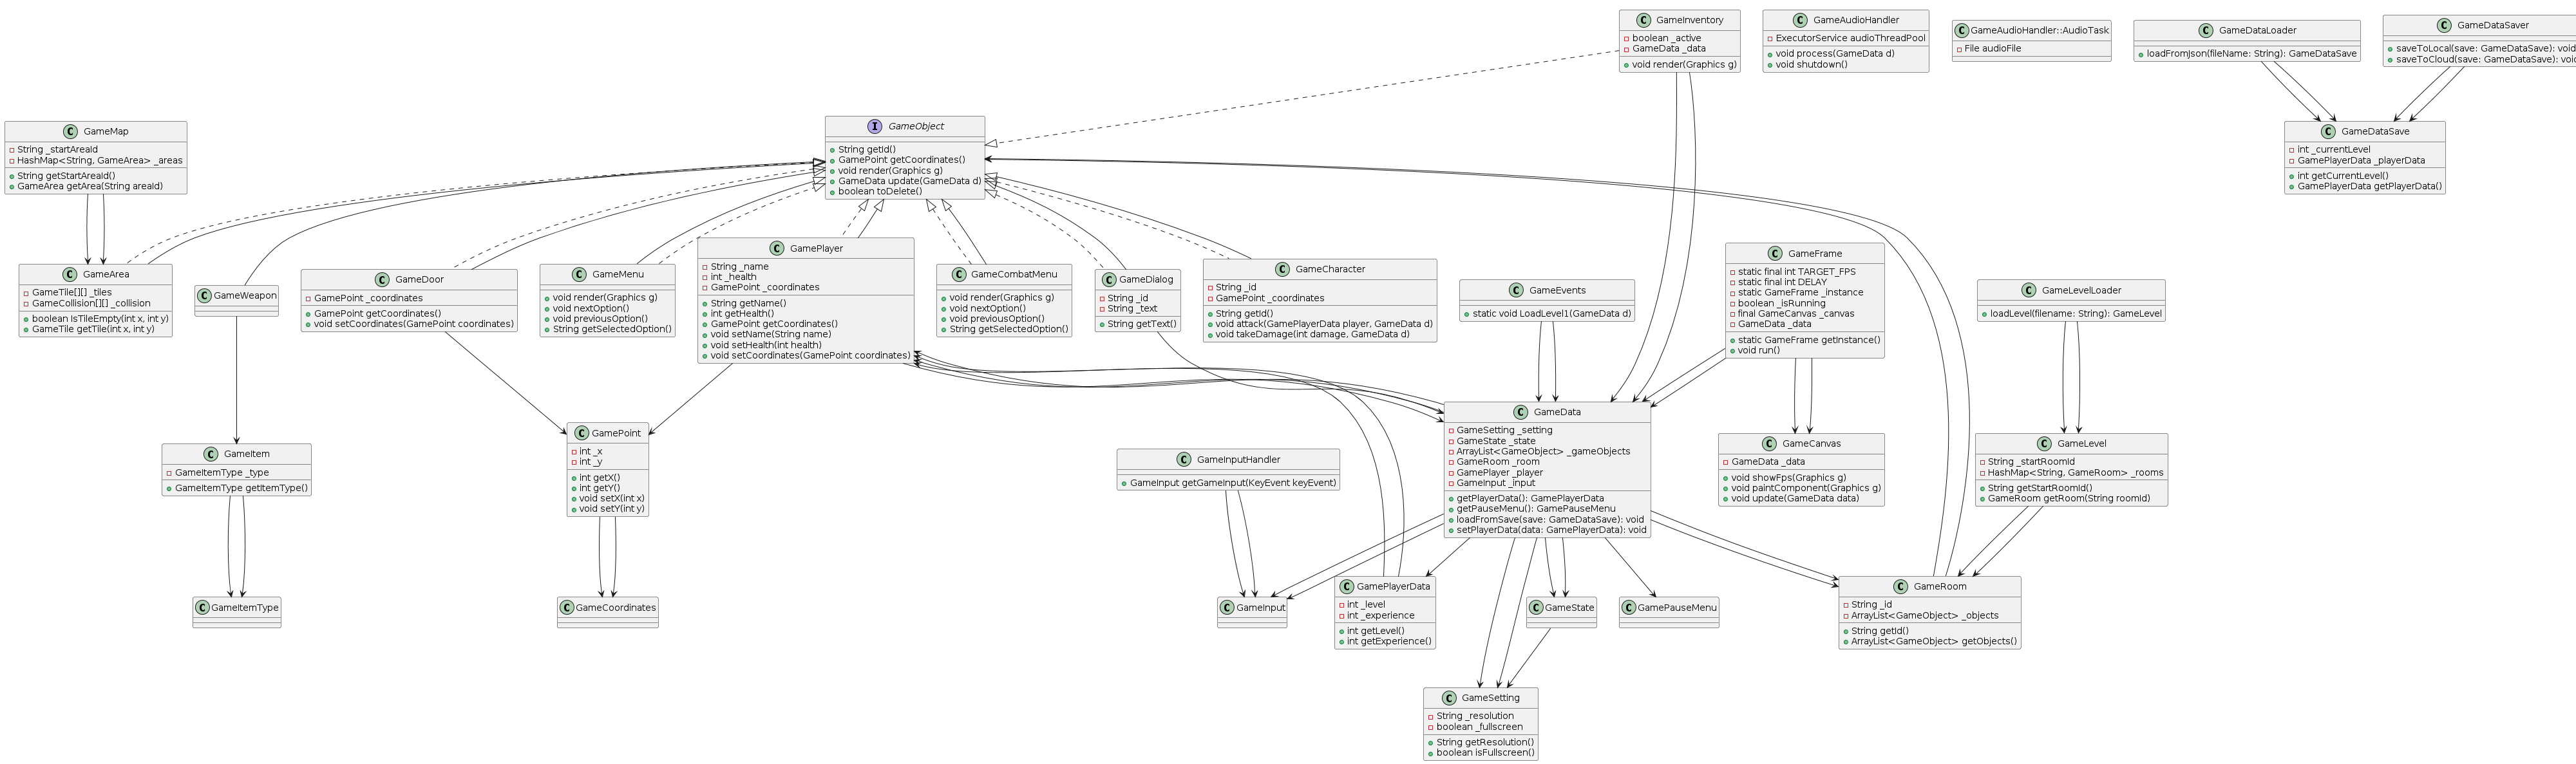 GameInventory
boolean _active
GameData _data
void render(Graphics g)
GameAudioHandler
ExecutorService audioThreadPool
void process(GameData d)
void shutdown()
GameAudioHandler::AudioTask
File audioFile
GameDataLoader
loadFromJson(fileName: String): GameDataSave
GameDataSaver
saveToLocal(save: GameDataSave): void
saveToCloud(save: GameDataSave):
GameMap
String _startAreaId
HashMap<String, GameArea> _areas
String getStartAreaId()
GameArea getArea(String areaId)
GameObject
String getId()
GamePoint getCoordinates()
void render(Graphics g)
GameData update(GameData d)
boolean toDelete()
GameDataSave
int _currentLevel
GamePlayerData _playerData
int getCurrentLevel()
GamePlayerData getPlayerData()
GameArea
GameTile[][] _tiles
GameCollision[][] _collision
boolean IsTileEmpty(int x, int y)
GameTile getTile(int x, int y)
GameWeapon
GameDoor
GamePoint _coordinates
GamePoint getCoordinates()
void setCoordinates(GamePoint coordinates)
GameMenu
void render(Graphics g)
void nextOption()
void previousOption()
String getSelectedOption()
GamePlayer
String _name
int _health
GamePoint _coordinates
String getName()
int getHealth()
GamePoint getCoordinates()
void setName(String name)
void setHealth(int health)
void setCoordinates(GamePoint coordinates)
GameCombatMenu
void render(Graphics g)
void nextOption()
void previousOption()
String getSelectedOption()
GameDialog
String _id
String _text
String getText()
GameCharacter
String _id
GamePoint _coordinates
String getId()
void attack(GamePlayerData player, GameData d)
void takeDamage(int damage, GameData d)
GameEvents
static void LoadLevel1(GameData d)
GameFrame
static final int TARGET_FPS
static final int DELAY
static GameFrame _instance
boolean _isRunning
final GameCanvas _canvas
GameData _data
static GameFrame getInstance()
void run()
GameLevelLoader
loadLevel(filename: String): GameLevel
GameItem
GameItemType _type
GameItemType getItemType()
GamePoint
int _x
int _y
int getX()
int getY()
void setX(int x)
void setY(int y)
GameInputHandler
GameInput getGameInput(KeyEvent keyEvent)
GameData
GameSetting _setting
GameState _state
ArrayList<GameObject> _gameObjects
GameRoom _room
GamePlayer _player
GameInput _input
getPlayerData(): GamePlayerData
getPauseMenu(): GamePauseMenu
loadFromSave(save: GameDataSave): void
setPlayerData(data: GamePlayerData): void
GameCanvas
GameData _data
void showFps(Graphics g)
void paintComponent(Graphics g)
void update(GameData data)
GameLevel
String _startRoomId
HashMap<String, GameRoom> _rooms
String getStartRoomId()
GameRoom getRoom(String roomId)
GameItemType
GameCoordinates
GameInput
GamePlayerData
int _level
int _experience
int getLevel()
int getExperience()
GameState
GamePauseMenu
GameRoom
String _id
ArrayList<GameObject> _objects
String getId()
ArrayList<GameObject> getObjects()
GameSetting
String _resolution
boolean _fullscreen
String getResolution()
boolean isFullscreen()